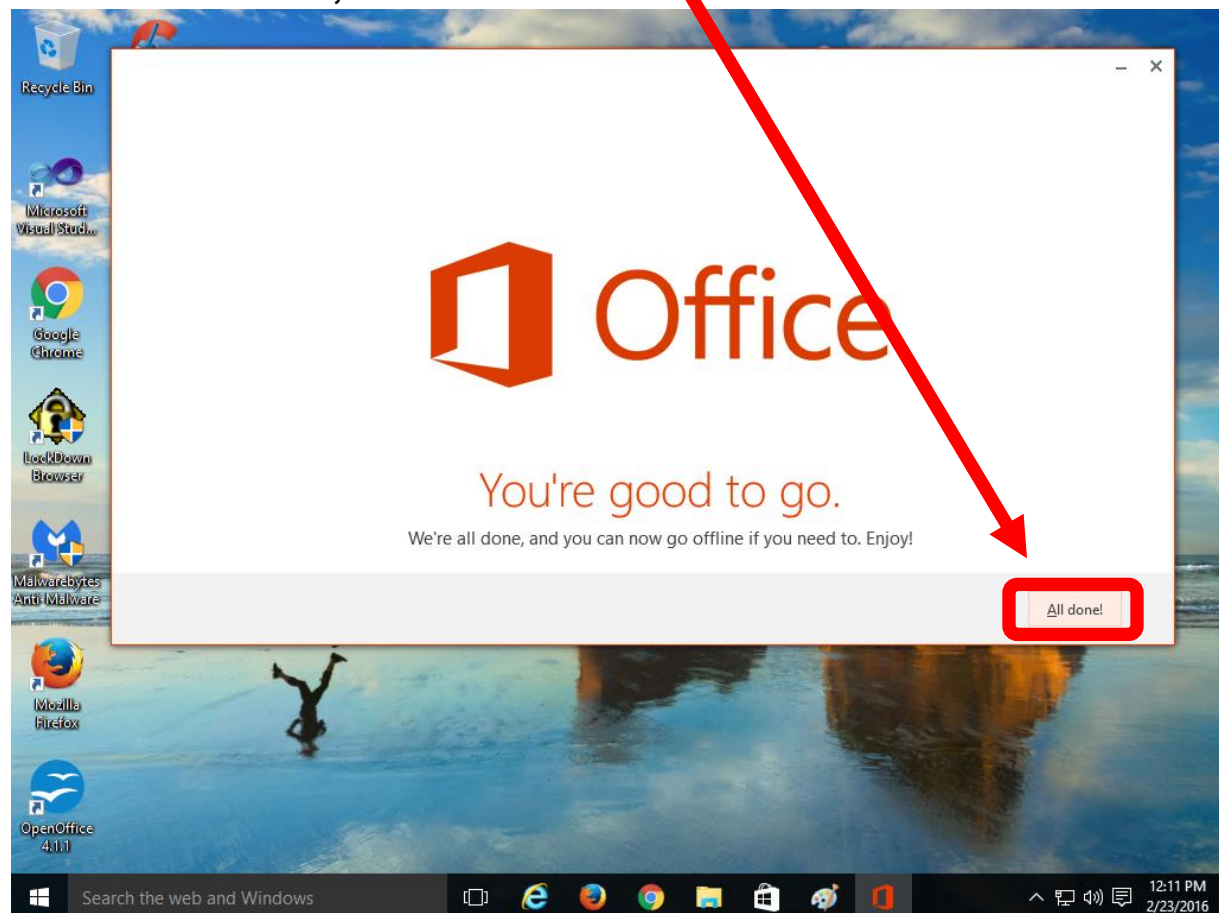 Recycle Bin
Microsoft
Visual Stud...
Google
Chrome
LockDown
Browser
Malwarebytes
Anti-Malware
Mozilla
Firefox
OpenOffice
4.1.1
Office
You're good to go.
We're all done, and you can now go offline if you need to. Enjoy!
All done!
Search the web and Windows
12:11 PM
2/23/2016